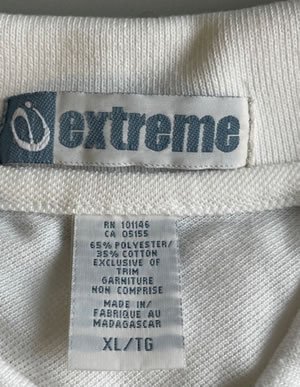 extreme
RN 101146
CA 05155
65% POLYESTER/
35% COTTON
EXCLUSIVE OF
TRIM
GARNITURE
NON COMPRISE
MADE IN/
FABRIQUE AU
MADAGASCAR
XL/TG